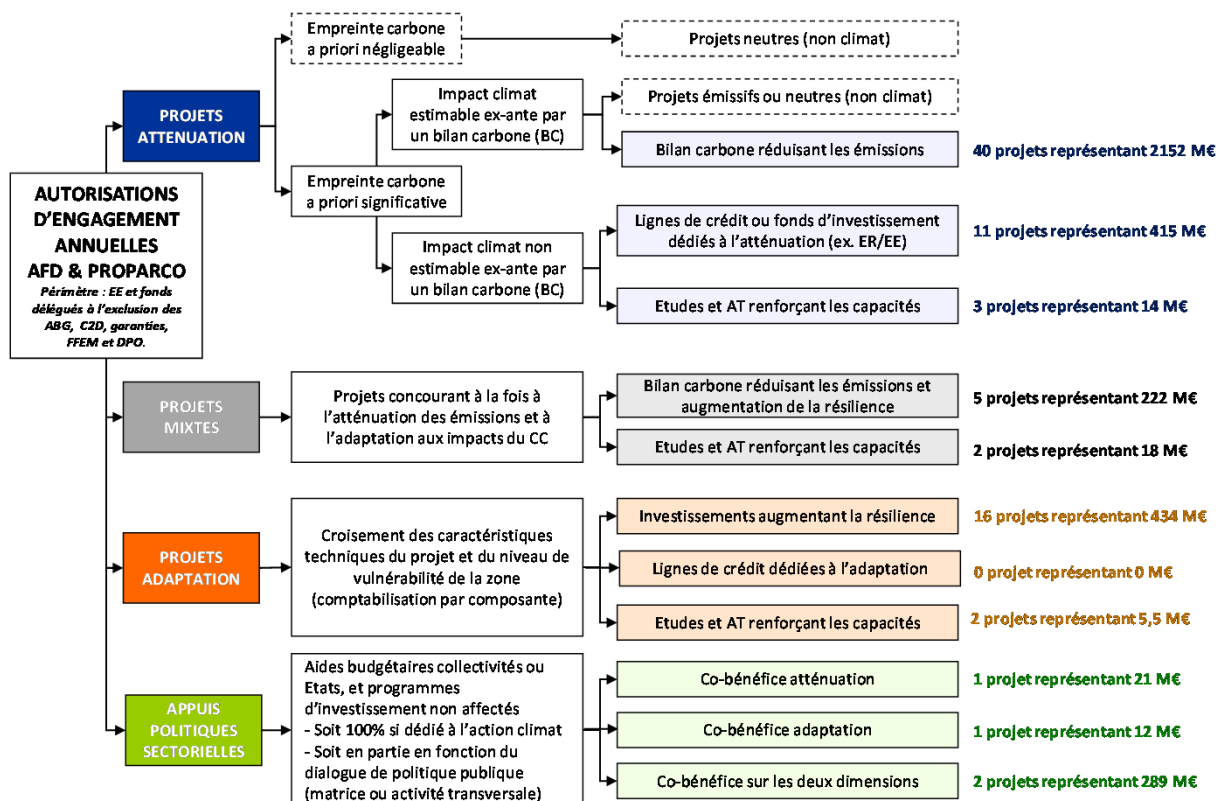 AUTORISATIONS
D'ENGAGEMENT
ANNUELLES
AFD & PROPARCO
Périmètre : EE et fonds
délégués à l'exclusion des
ABG, C2D, garanties,
FFEM et DPO.
PROJETS
ATTENUATION
Empreinte carbone
a priori négligeable
Projets neutres (non climat)
Empreinte carbone
a priori significative
Impact climat
estimable ex-ante par
un bilan carbone (BC)
Projets émissifs ou neutres (non climat)
Bilan carbone réduisant les émissions
40 projets représentant 2152 M€
Impact climat non
estimable ex-ante par
un bilan carbone (BC)
Lignes de crédit ou fonds d'investissement
dédiés à l'atténuation (ex. ER/EE)
11 projets représentant 415 M€
Etudes et AT renforçant les capacités
3 projets représentant 14 M€
PROJETS
MIXTES
Projets concourant à la fois à
l'atténuation des émissions et à
l'adaptation aux impacts du CC
Bilan carbone réduisant les émissions et
augmentation de la résilience
5 projets représentant 222 M€
Etudes et AT renforçant les capacités
2 projets représentant 18 M€
PROJETS
ADAPTATION
Croisement des caractéristiques
techniques du projet et du niveau de
vulnérabilité de la zone
(comptabilisation par composante)
Investissements augmentant la résilience
16 projets représentant 434 M€
Lignes de crédit dédiées à l'adaptation
0 projet représentant 0 M€
Etudes et AT renforçant les capacités
2 projets représentant 5,5 M€
APPUIS
POLITIQUES
SECTORIELLES
Aides budgétaires collectivités ou
Etats, et programmes
d'investissement non affectés
- Soit 100% si dédié à l'action climat
- Soit en partie en fonction du
dialogue de politique publique
(matrice ou activité transversale)
Co-bénéfice atténuation
1 projet représentant 21 M€
Co-bénéfice adaptation
1 projet représentant 12 M€
Co-bénéfice sur les deux dimensions
2 projets représentant 289 M€